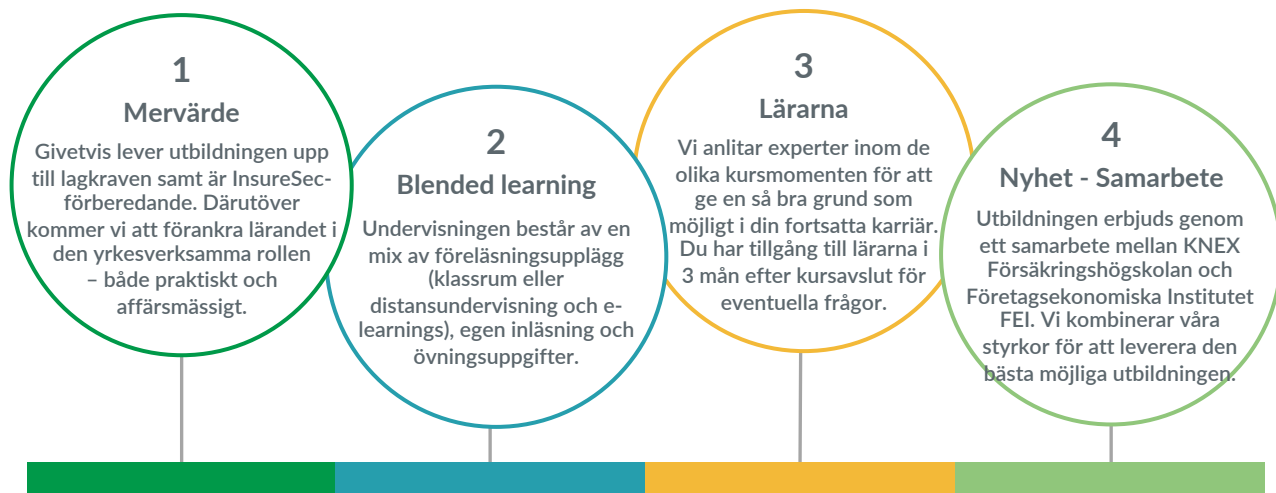 1
Mervärde
Givetvis lever utbildningen upp
till lagkraven samt är InsureSec-
förberedande. Därutöver
kommer vi att förankra lärandet i
den yrkesverksamma rollen
– både praktiskt och
affärsmässigt.
2
Blended learning
Undervisningen består av en
mix av föreläsningsupplägg
(klassrum eller
distansundervisning och e-
learnings), egen inläsning och
övningsuppgifter.
3
Lärarna
Vi anlitar experter inom de
olika kursmomenten för att
ge en så bra grund som
möjligt i din fortsatta karriär.
Du har tillgång till lärarna i
3 mån efter kursavslut för
eventuella frågor.
4
Nyhet - Samarbete
Utbildningen erbjuds genom
ett samarbete mellan KNEX
Försäkringshögskolan och
Företagsekonomiska Institutet
FEI. Vi kombinerar våra
styrkor för att leverera den
bästa möjliga utbildningen.